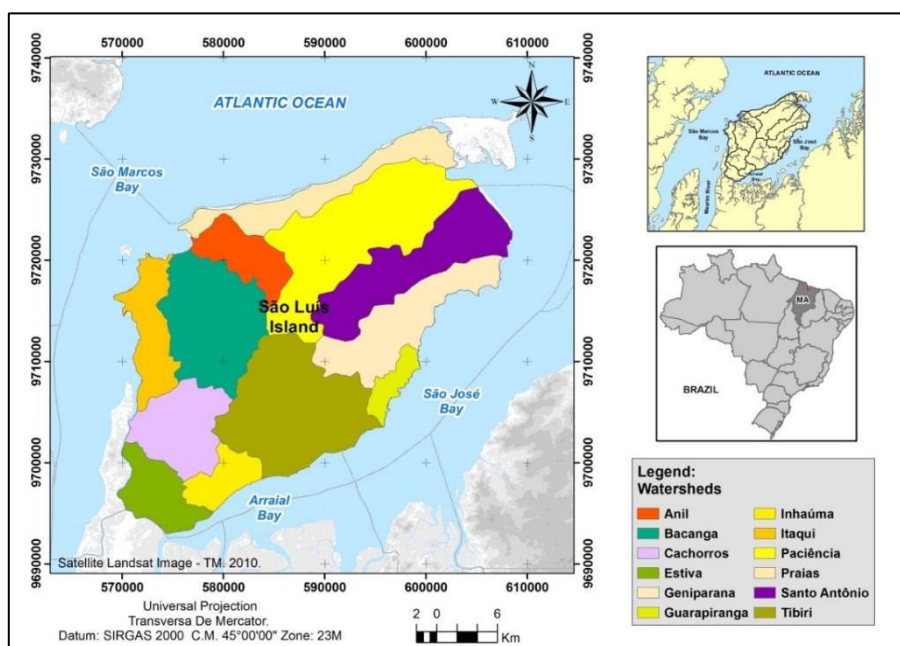 570000 580000 590000 600000 610000
9740000
9730000
9720000
9710000
9700000
9690000
9740000
9730000
9720000
9710000
9700000
9690000
ATLANTIC OCEAN
N
W E
S
São Marcos
Bay
São Luís
Island
São José
Bay
Arraial
Bay
Satellite Landsat Image - TM. 2010.
570000 580000 590000 600000 610000
Universal Projection
Transversa De Mercator.
Datum: SIRGAS 2000 C.M. 45°00'00" Zone: 23M
2 0 6
Km
ATLANTIC OCEAN
São Marcos
Bay
São José
Bay
Arraial
Bay
Mearim River
MA
BRAZIL
Legend:
Watersheds
Anil
Bacanga
Cachorros
Estiva
Geniparana
Guarapiranga
Inhaúma
Itaqui
Paciência
Praias
Santo Antônio
Tibiri